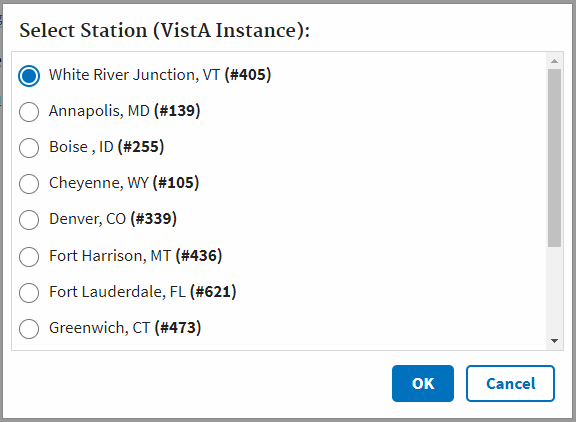 Select Station (VistA Instance):
White River Junction, VT (#405)
Annapolis, MD (#139)
Boise , ID (#255)
Cheyenne, WY (#105)
Denver, CO (#339)
Fort Harrison, MT (#436)
Fort Lauderdale, FL (#621)
Greenwich, CT (#473)
OK Cancel